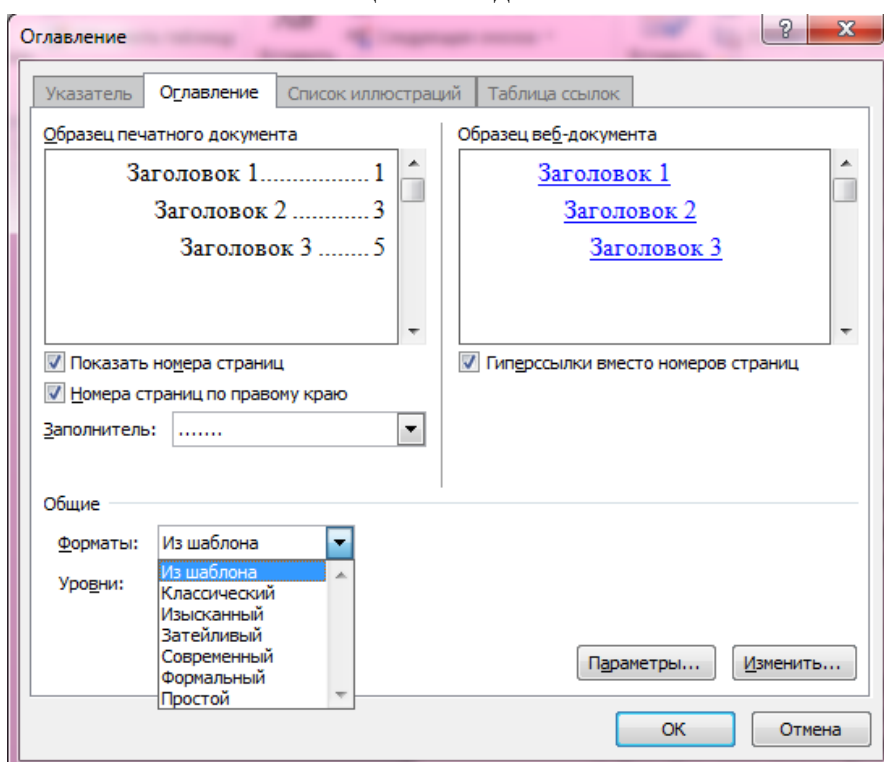 Оглавление
Указатель Оглавление Список иллюстраций Таблица ссылок
Образец печатного документа
Заголовок 1.................. 1
Заголовок 2 ............ 3
Заголовок 3 ........ 5
Показать номера страниц
Номера страниц по правому краю
Заполнитель: .......
Образец веб-документа
Заголовок 1
Заголовок 2
Заголовок 3
Гиперссылки вместо номеров страниц
Общие
Форматы: Из шаблона
Уровни:
Из шаблона
Классический
Изысканный
Затейливый
Современный
Формальный
Простой
Параметры... Изменить...
ОК Отмена